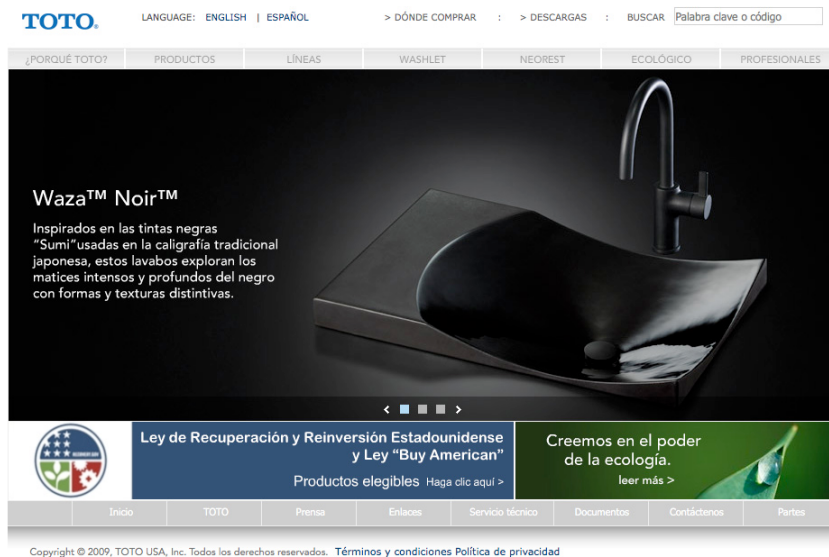 TOTO.
LANGUAGE: ENGLISH | ESPAÑOL
> DÓNDE COMPRAR : > DESCARGAS : BUSCAR Palabra clave o código
¿PORQUÉ TOTO? PRODUCTOS LÍNEAS WASHLET NEOREST ECOLÓGICO PROFESIONALES
Waza™ Noir™
Inspirados en las tintas negras
"Sumi"usadas en la caligrafía tradicional
japonesa, estos lavabos exploran los
matices intensos y profundos del negro
con formas y texturas distintivas.
Ley de Recuperación y Reinversión Estadounidense
y Ley "Buy American"
Productos elegibles Haga clic aquí >
Creemos en el poder
de la ecología.
leer más >
Inicio TOTO Prensa Enlaces Servicio técnico Documentos Contáctenos Partes
Copyright © 2009, TOTO USA, Inc. Todos los derechos reservados. Términos y condiciones Política de privacidad